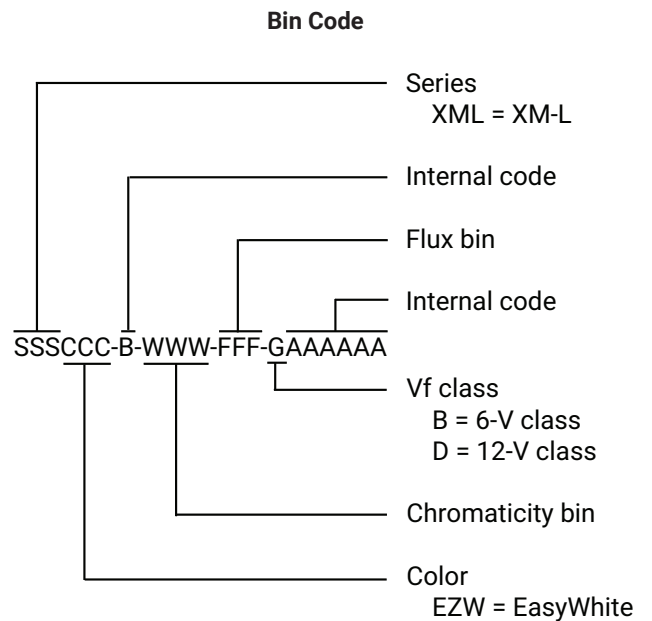 Bin Code
Series
XML = XM-L
Internal code
Flux bin
Internal code
SSSCCC-B-WWW-FFF-GAAAAAA
Vf class
B = 6-V class
D = 12-V class
Chromaticity bin
Color
EZW = EasyWhite